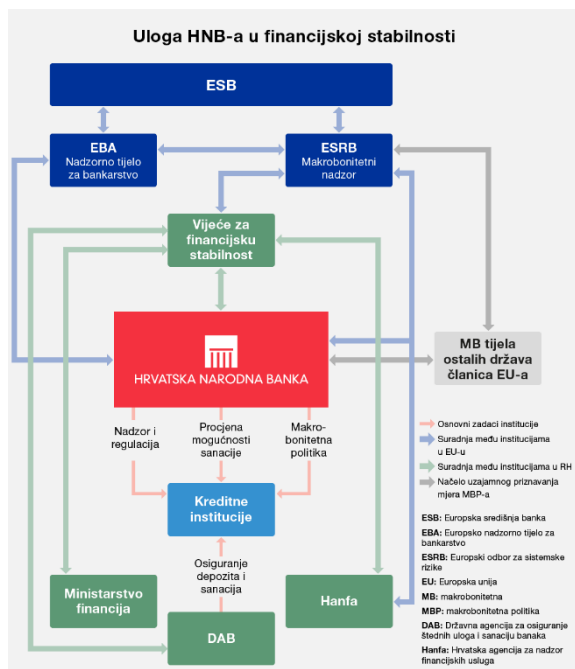 Uloga HNB-a u financijskoj stabilnosti
ESB
EBA
Nadzorno tijelo
za bankarstvo
ESRB
Makrobonitetni
nadzor
Vijeće za
financijsku
stabilnost
HRVATSKA NARODNA BANKA
MB tijela
ostalih država
članica EU-a
Nadzor i
regulacija
Procjena
mogućnosti
sanacije
Makro-
bonitetna
politika
Kreditne
institucije
Osiguranje
depozita i
sanacija
Ministarstvo
financija
DAB
Hanfa
Osnovni zadaci institucije
Suradnja među institucijama
u EU-u
Suradnja među institucijama u RH
Načelo uzajamnog priznavanja
mjera MBP-a
ESB: Europska središnja banka
EBA: Europsko nadzorno tijelo za
bankarstvo
ESRB: Europski odbor za sistemske
rizike
EU: Europska unija
MB: makrobonitetna
MBP: makrobonitetna politika
DAB: Državna agencija za osiguranje
štednih uloga i sanaciju banaka
Hanfa: Hrvatska agencija za nadzor
financijskih usluga